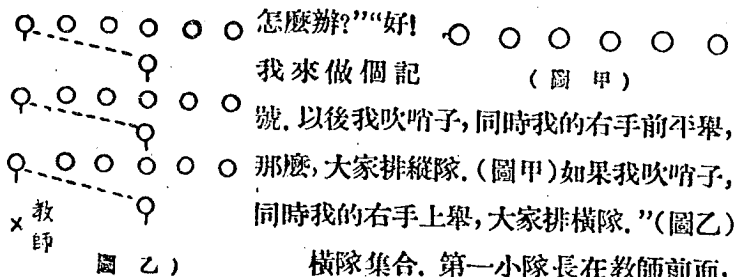 怎麼辦?”“好!
我來做個記
(圖甲)
號.以後我吹哨子,同時我的右手前平舉,
那麼,大家排縱隊.(圖甲)如果我吹哨子,
同時我的右手上舉,大家排橫隊.”(圖乙)
橫隊集合.第一小隊長在教師前面,
×教師
圖乙)